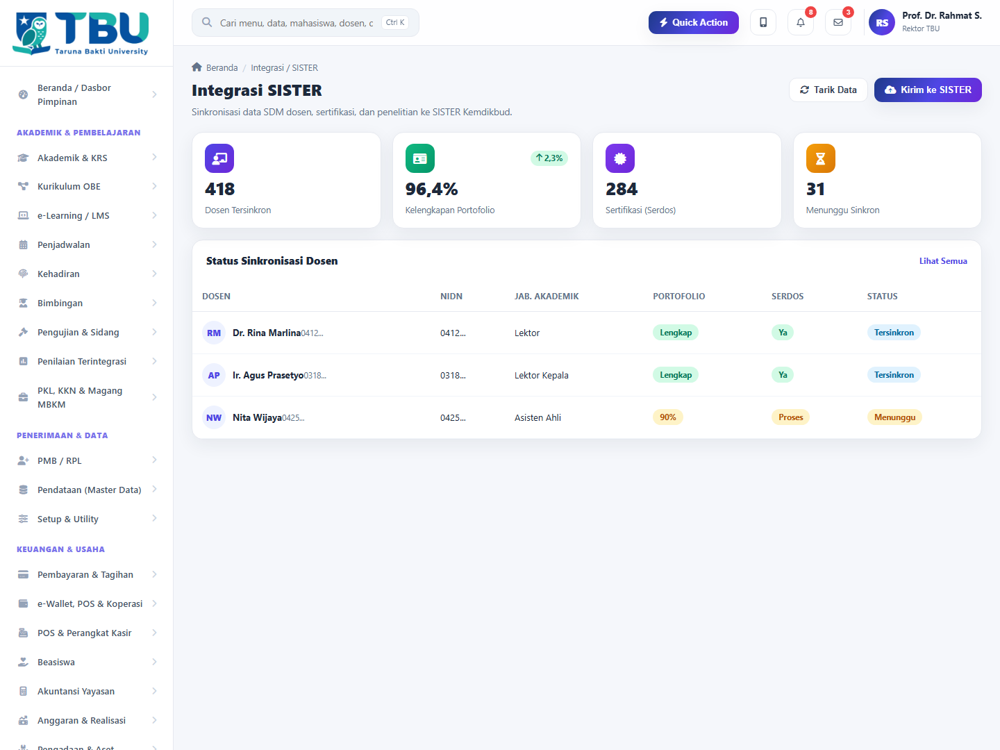 TBU
Taruna Bakti University
Cari menu, data, mahasiswa, dosen, c
Ctrl K
Quick Action
8
3
RS
Prof. Dr. Rahmat S.
Rektor TBU
Beranda / Dasbor
Pimpinan
AKADEMIK & PEMBELAJARAN
Akademik & KRS
Kurikulum OBE
e-Learning / LMS
Penjadwalan
Kehadiran
Bimbingan
Pengujian & Sidang
Penilaian Terintegrasi
PKL, KKN & Magang
MBKM
PENERIMAAN & DATA
PMB / RPL
Pendataan (Master Data)
Setup & Utility
KEUANGAN & USAHA
Pembayaran & Tagihan
e-Wallet, POS & Koperasi
POS & Perangkat Kasir
Beasiswa
Akuntansi Yayasan
Anggaran & Realisasi
Pengadaan & Aset
Beranda / Integrasi / SISTER
Integrasi SISTER
Sinkronisasi data SDM dosen, sertifikasi, dan penelitian ke SISTER Kemdikbud.
Tarik Data
Kirim ke SISTER
418
Dosen Tersinkron
2,3%
96,4%
Kelengkapan Portofolio
284
Sertifikasi (Serdos)
31
Menunggu Sinkron
Status Sinkronisasi Dosen
Lihat Semua
DOSEN NIDN JAB. AKADEMIK PORTOFOLIO SERDOS STATUS
RM Dr. Rina Marlina0412... 0412... Lektor Lengkap Ya Tersinkron
AP Ir. Agus Prasetyo0318... 0318... Lektor Kepala Lengkap Ya Tersinkron
NW Nita Wijaya0425... 0425... Asisten Ahli 90% Proses Menunggu